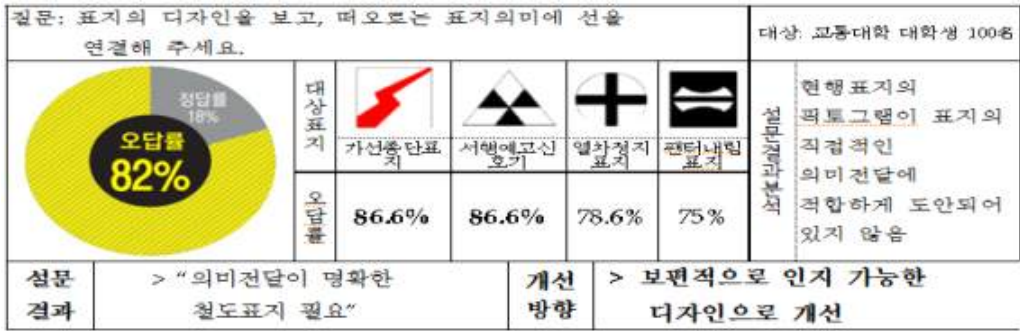 질문: 표지의 디자인을 보고, 떠오르는 표지의미에 선을
연결해 주세요.
대상: 교통대학 대학생 100名
정답률
18%
오답률
82%
대상표지
가선종단표지
서행예고신호기
열차정지표지
팬터내림표지
오답률
86.6%
86.6%
78.6%
75%
설문결과분석
현행표지의
픽토그램이 표지의
직접적인
의미전달에
적합하게 도안되어
있지 않음
설문
결과
> "의미전달이 명확한
철도표지 필요"
개선
방향
> 보편적으로 인지 가능한
디자인으로 개선